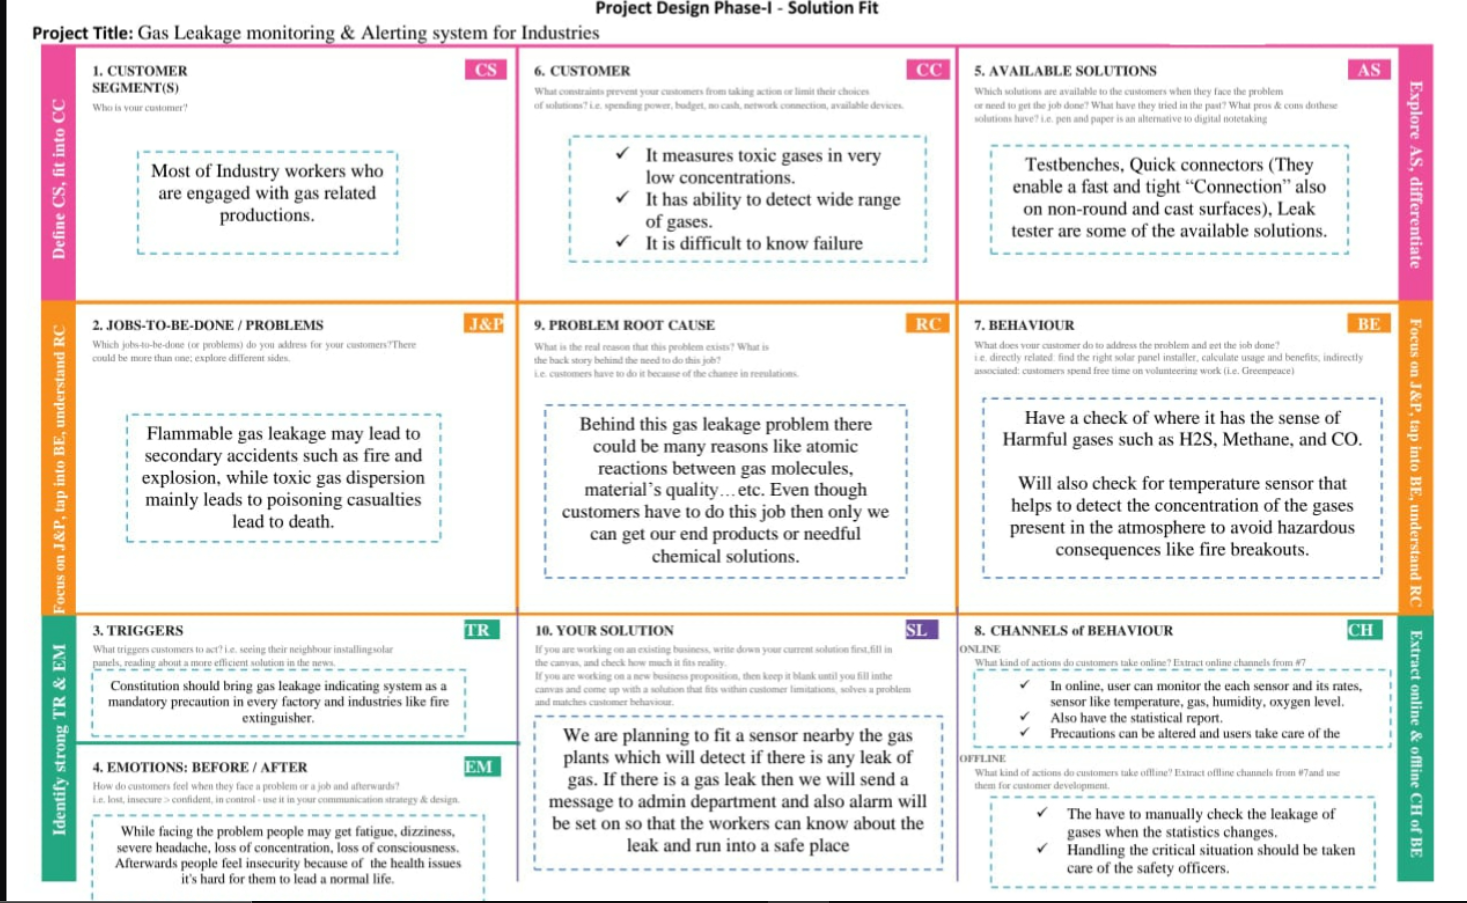 Project Design Phase-I - Solution Fit
Project Title: Gas Leakage monitoring & Alerting system for Industries
Define CS, fit into CC
1. CUSTOMER
SEGMENT(S)
CS
Who is your customer?
Most of Industry workers who
are engaged with gas related
productions.
6. CUSTOMER
CC
What constraints prevent your customers from taking action or limit their choices
of solutions? i.e. spending power, budget, no cash, network connection, available devices.
✓ It measures toxic gases in very
low concentrations.
✓ It has ability to detect wide range
of gases.
✓ It is difficult to know failure
5. AVAILABLE SOLUTIONS
AS
Which solutions are available to the customers when they face the problem
or need to get the job done? What have they tried in the past? What pros & cons dothese
solutions have? i.e. pen and paper is an alternative to digital notetaking
Testbenches, Quick connectors (They
enable a fast and tight “Connection” also
on non-round and cast surfaces), Leak
tester are some of the available solutions.
Explore AS, differentiate
Focus on J&P, tap into BE, understand RC
2. JOBS-TO-BE-DONE / PROBLEMS
J&P
Which jobs-to-be-done (or problems) do you address for your customers?There
could be more than one; explore different sides.
Flammable gas leakage may lead to
secondary accidents such as fire and
explosion, while toxic gas dispersion
mainly leads to poisoning casualties
lead to death.
9. PROBLEM ROOT CAUSE
RC
What is the real reason that this problem exists? What is
the back story behind the need to do this job?
i.e. customers have to do it because of the change in regulations.
Behind this gas leakage problem there
could be many reasons like atomic
reactions between gas molecules,
material’s quality…etc. Even though
customers have to do this job then only we
can get our end products or needful
chemical solutions.
7. BEHAVIOUR
BE
What does your customer do to address the problem and get the job done?
i.e. directly related: find the right solar panel installer, calculate usage and benefits; indirectly
associated: customers spend free time on volunteering work (i.e. Greenpeace)
Have a check of where it has the sense of
Harmful gases such as H2S, Methane, and CO.
Will also check for temperature sensor that
helps to detect the concentration of the gases
present in the atmosphere to avoid hazardous
consequences like fire breakouts.
Focus on J&P, tap into BE, understand RC
Identify strong TR & EM
3. TRIGGERS
TR
What triggers customers to act? i.e. seeing their neighbour installing solar
panels, reading about a more efficient solution in the news.
Constitution should bring gas leakage indicating system as a
mandatory precaution in every factory and industries like fire
extinguisher.
4. EMOTIONS: BEFORE / AFTER
EM
How do customers feel when they face a problem or a job and afterwards?
i.e. lost, insecure > confident, in control - use it in your communication strategy & design.
While facing the problem people may get fatigue, dizziness,
severe headache, loss of concentration, loss of consciousness.
Afterwards people feel insecurity because of the health issues
it's hard for them to lead a normal life.
10. YOUR SOLUTION
SL
If you are working on an existing business, write down your current solution first, fill in
the canvas, and check how much it fits reality.
If you are working on a new business proposition, then keep it blank until you fill inthe
canvas and come up with a solution that fits within customer limitations, solves a problem
and matches customer behaviour.
We are planning to fit a sensor nearby the gas
plants which will detect if there is any leak of
gas. If there is a gas leak then we will send a
message to admin department and also alarm will
be set on so that the workers can know about the
leak and run into a safe place
8. CHANNELS of BEHAVIOUR
CH
ONLINE
What kind of actions do customers take online? Extract online channels from #7
✓ In online, user can monitor the each sensor and its rates,
sensor like temperature, gas, humidity, oxygen level.
✓ Also have the statistical report.
✓ Precautions can be altered and users take care of the
OFFLINE
What kind of actions do customers take offline? Extract offline channels from #7and use
them for customer development.
✓ The have to manually check the leakage of
gases when the statistics changes.
✓ Handling the critical situation should be taken
care of the safety officers.
Extract online & offline CH of BE